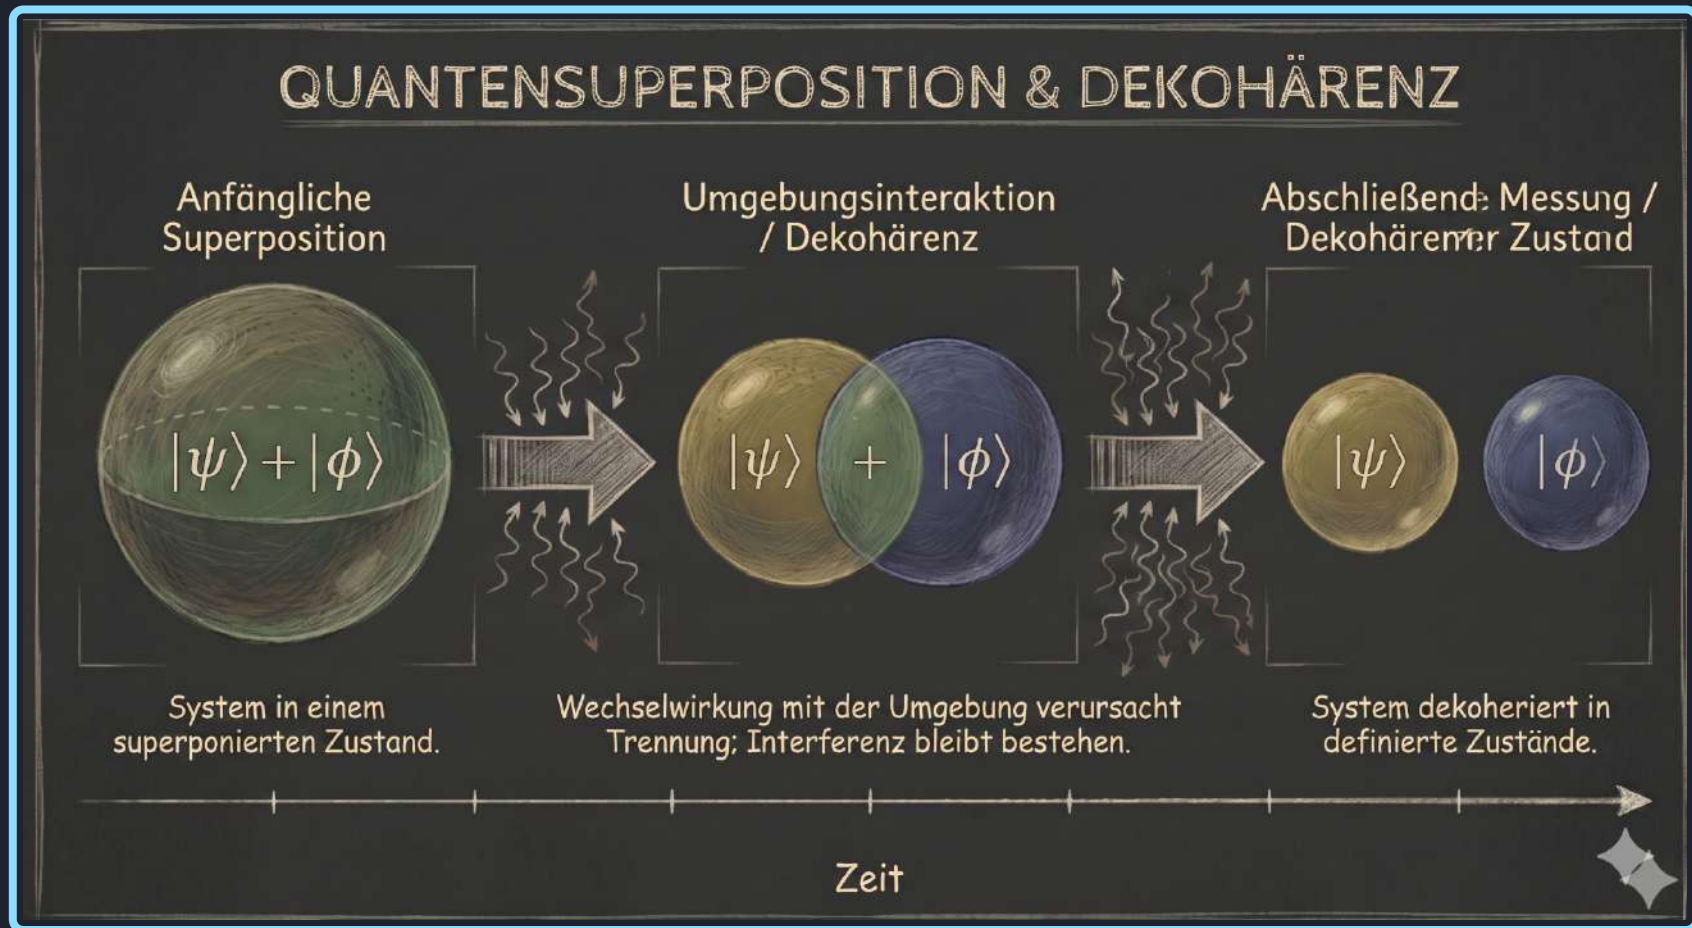 QUANTENSUPERPOSITION & DEKOHÄRENZ
Anfängliche
Superposition
|ψ⟩ + |ϕ⟩
System in einem
superponierten Zustand.
Umgebungsinteraktion
/ Dekohärenz
|ψ⟩ + |ϕ⟩
Wechselwirkung mit der Umgebung verursacht
Trennung; Interferenz bleibt bestehen.
Messung /
Zustand
|ψ⟩ |ϕ⟩
System dekoheriert in
definierte Zustände.
Zeit